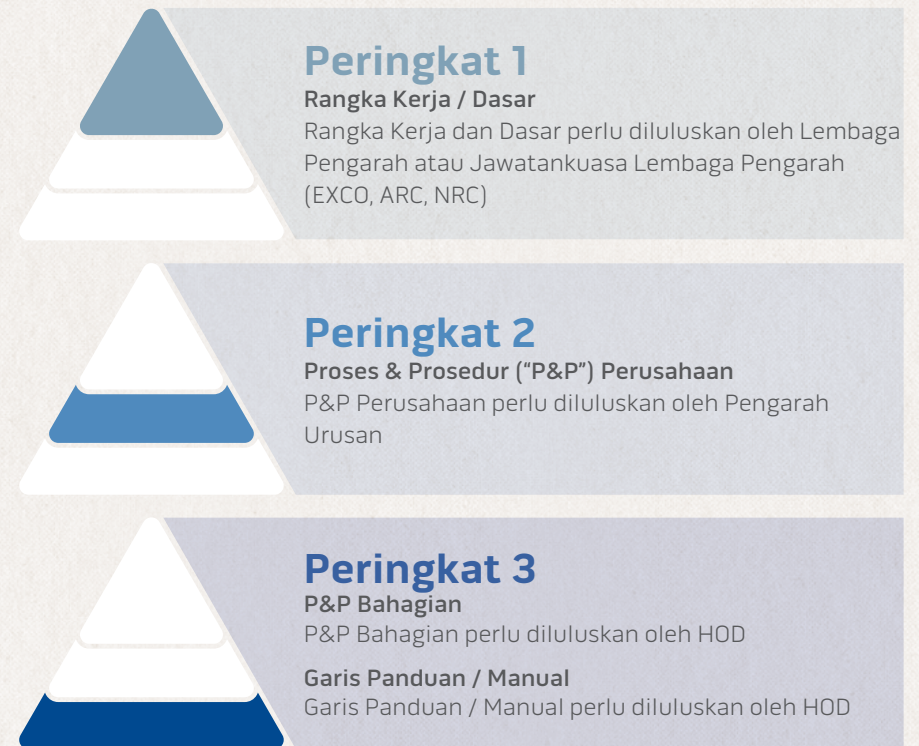 Peringkat 1
Rangka Kerja / Dasar
Rangka Kerja dan Dasar perlu diluluskan oleh Lembaga
Pengarah atau Jawatankuasa Lembaga Pengarah
(EXCO, ARC, NRC)
Peringkat 2
Proses & Prosedur (“P&P”) Perusahaan
P&P Perusahaan perlu diluluskan oleh Pengarah
Urusan
Peringkat 3
P&P Bahagian
P&P Bahagian perlu diluluskan oleh HOD
Garis Panduan / Manual
Garis Panduan / Manual perlu diluluskan oleh HOD